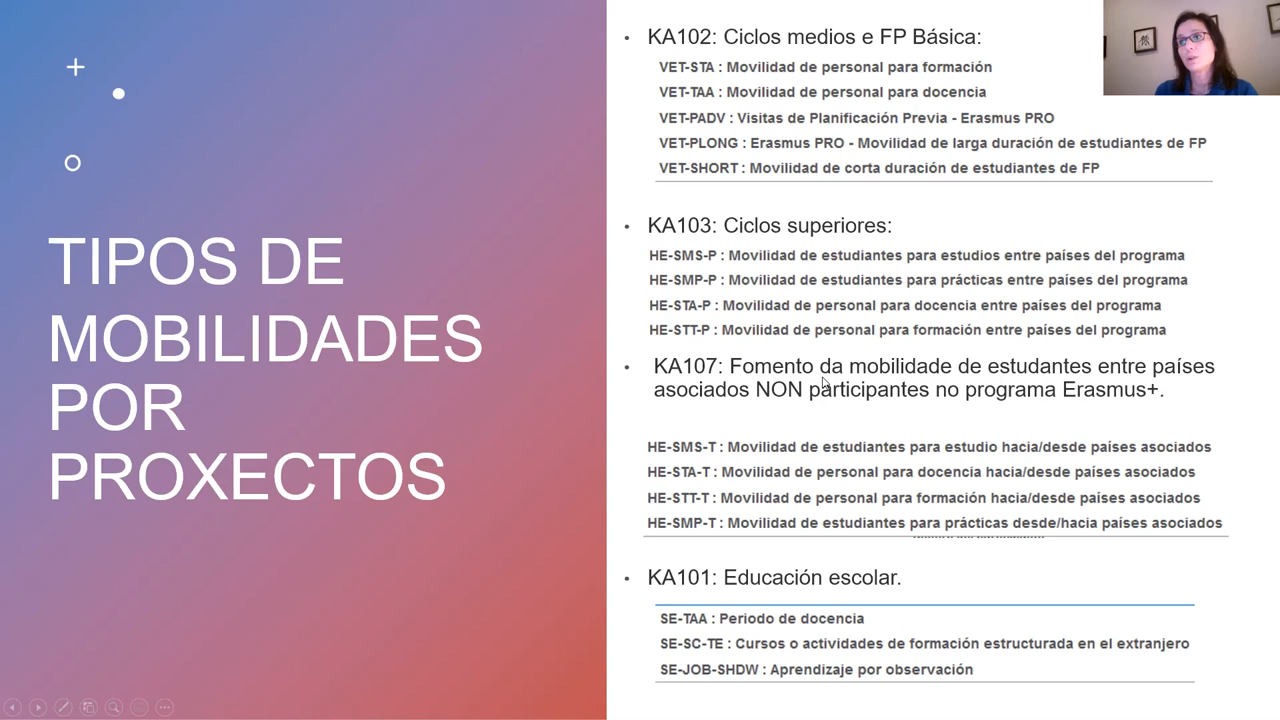 TIPOS DE
MOBILIDADES
POR
PROXECTOS
• KA102: Ciclos medios e FP Básica:
VET-STA : Movilidad de personal para formación
VET-TAA : Movilidad de personal para docencia
VET-PADV : Visitas de Planificación Previa - Erasmus PRO
VET-PLONG : Erasmus PRO - Movilidad de larga duración de estudiantes de FP
VET-SHORT : Movilidad de corta duración de estudiantes de FP
• KA103: Ciclos superiores:
HE-SMS-P : Movilidad de estudiantes para estudios entre países del programa
HE-SMP-P : Movilidad de estudiantes para prácticas entre países del programa
HE-STA-P : Movilidad de personal para docencia entre países del programa
HE-STT-P : Movilidad de personal para formación entre países del programa
• KA107: Fomento da mobilidade de estudantes entre países
asociados NON participantes no programa Erasmus+.
HE-SMS-T : Movilidad de estudiantes para estudio hacia/desde países asociados
HE-STA-T : Movilidad de personal para docencia hacia/desde países asociados
HE-STT-T : Movilidad de personal para formación hacia/desde países asociados
HE-SMP-T : Movilidad de estudiantes para prácticas desde/hacia países asociados
• KA101: Educación escolar.
SE-TAA : Periodo de docencia
SE-SC-TE : Cursos o actividades de formación estructurada en el extranjero
SE-JOB-SHDW : Aprendizaje por observación